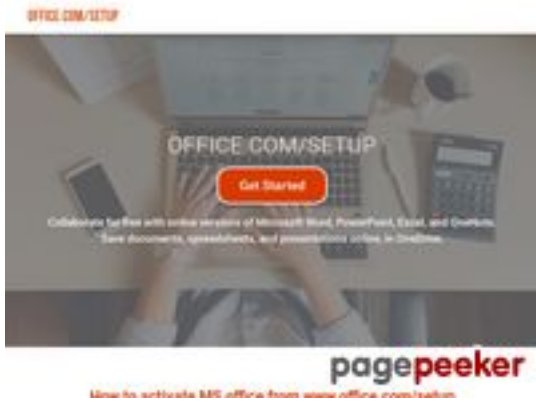 OFFICE.COM/SETUP
OFFICE COM/SETUP
Get Started
Collaborate for free with online versions of Microsoft Word, PowerPoint, Excel, and OneNote.
Save documents, spreadsheets, and presentations online, in OneDrive.
pagepeeker
How to activate MS office from www.office.com/setup